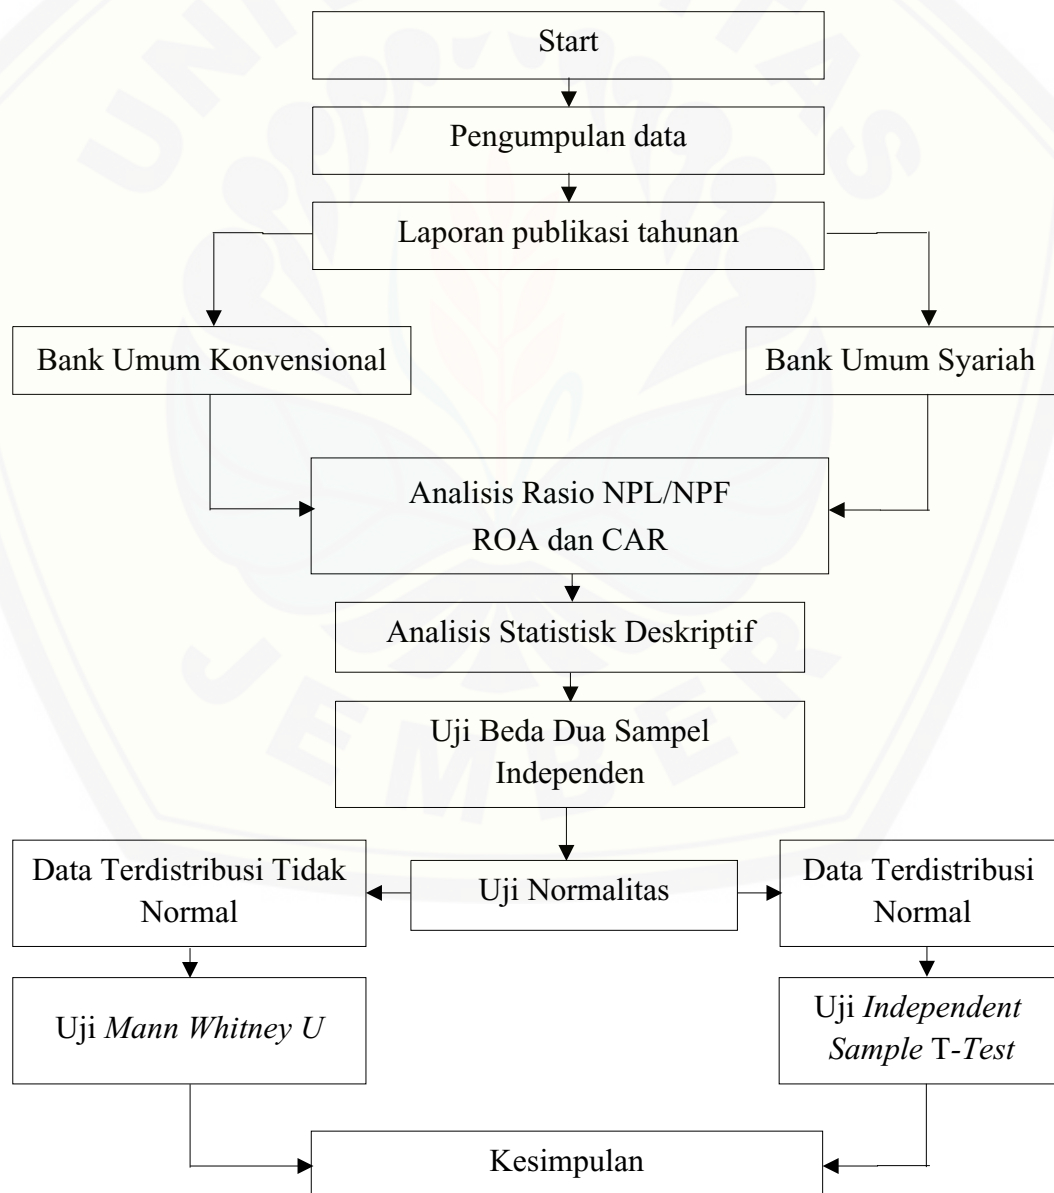 Start
Pengumpulan data
Laporan publikasi tahunan
Bank Umum Konvensional
Bank Umum Syariah
Analisis Rasio NPL/NPF
ROA dan CAR
Analisis Statistisk Deskriptif
Uji Beda Dua Sampel
Independen
Data Terdistribusi Tidak
Normal
Uji Normalitas
Data Terdistribusi
Normal
Uji Mann Whitney U
Uji Independent
Sample T-Test
Kesimpulan
JEMBER